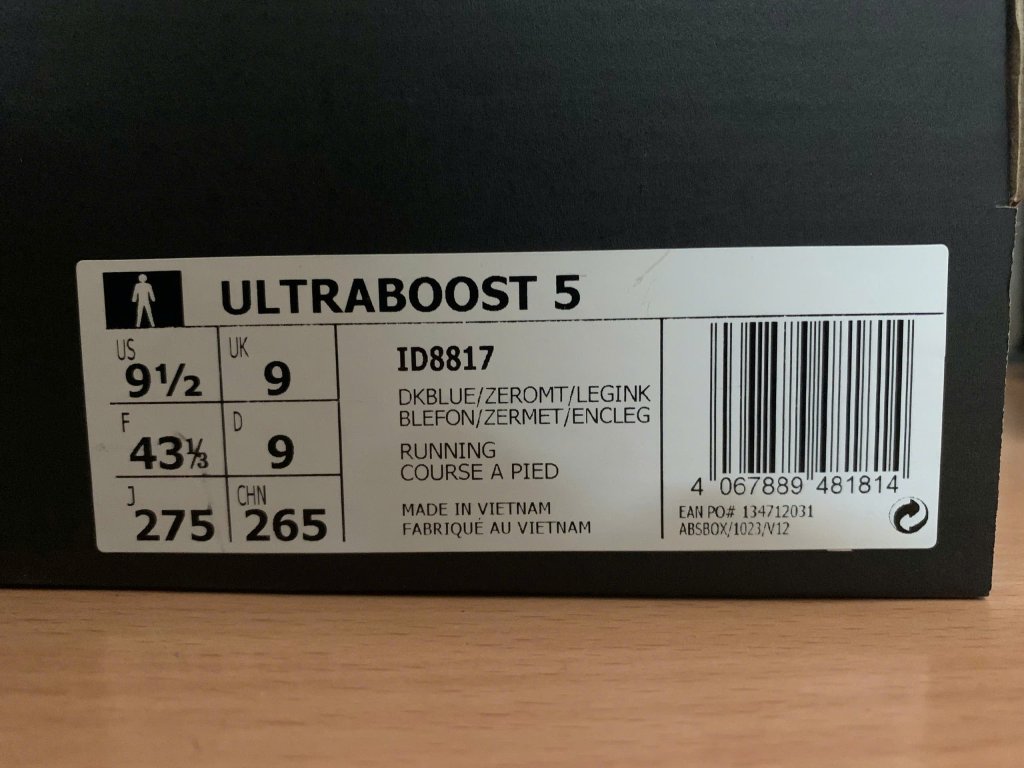 ULTRABOOST 5
US
9½
UK
9
F
43⅓
D
9
J
275
CHN
265
ID8817
DKBLUE/ZEROMT/LEGINK
BLEFON/ZERMET/ENCLEG
RUNNING
COURSE A PIED
MADE IN VIETNAM
FABRIQUÉ AU VIETNAM
4 067889 481814
EAN PO# 134712031
ABSBOX/1023/V12